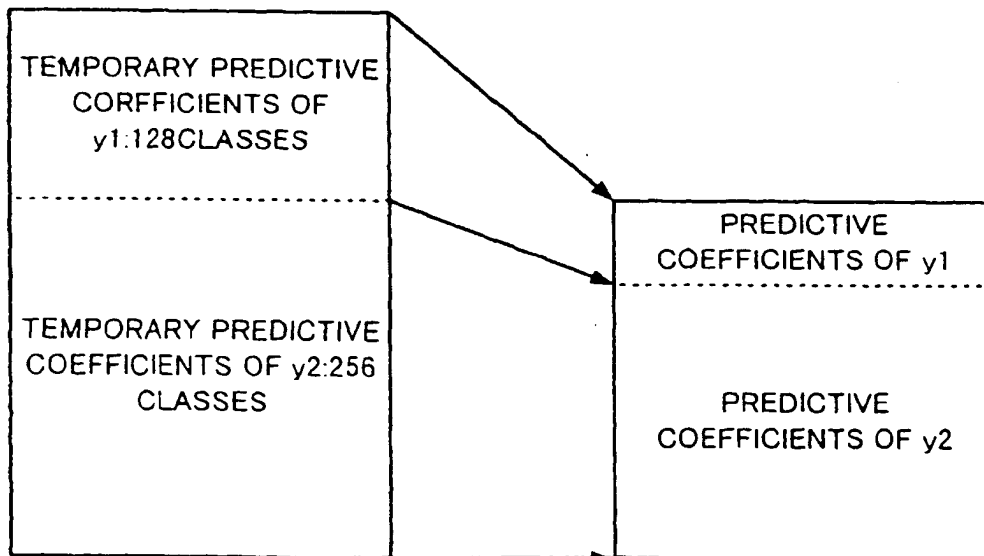 TEMPORARY PREDICTIVE
CORFFICIENTS OF
y1:128CLASSES
TEMPORARY PREDICTIVE
COEFFICIENTS OF y2:256
CLASSES
PREDICTIVE
COEFFICIENTS OF y1
PREDICTIVE
COEFFICIENTS OF y2